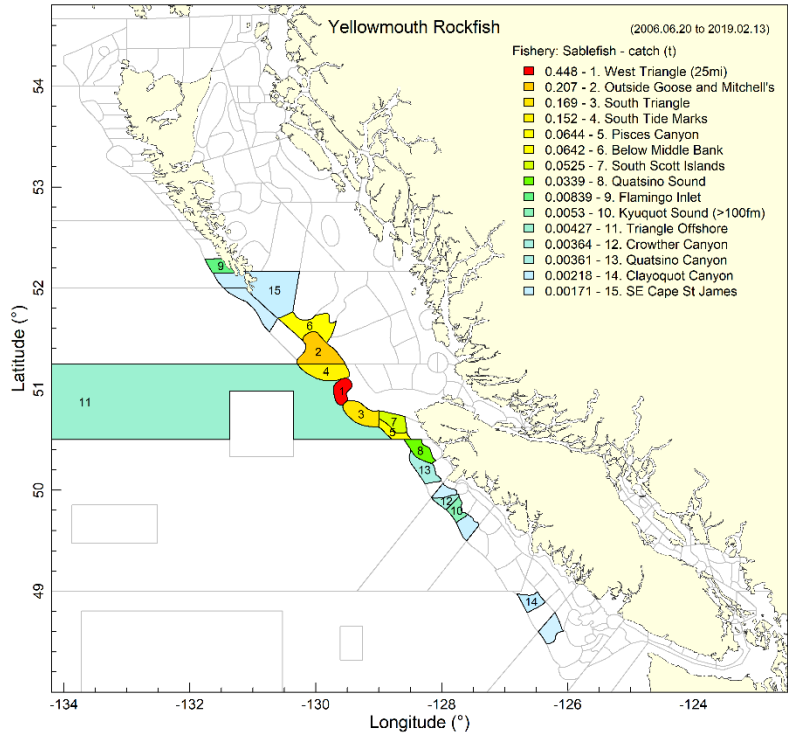 Yellowmouth Rockfish
(2006.06.20 to 2019.02.13)
Fishery: Sablefish - catch (t)
0.448 - 1. West Triangle (25mi)
0.207 - 2. Outside Goose and Mitchell's
0.169 - 3. South Triangle
0.152 - 4. South Tide Marks
0.0644 - 5. Pisces Canyon
0.0642 - 6. Below Middle Bank
0.0525 - 7. South Scott Islands
0.0339 - 8. Quatsino Sound
0.00839 - 9. Flamingo Inlet
0.0053 - 10. Kyuquot Sound (>100fm)
0.00427 - 11. Triangle Offshore
0.00364 - 12. Crowther Canyon
0.00361 - 13. Quatsino Canyon
0.00218 - 14. Clayoquot Canyon
0.00171 - 15. SE Cape St James
54
53
52
51
50
49
Latitude (°)
9
15
6
2
4
1
11
3
7
5
8
13
12
10
14
-134
-132
-130
-128
-126
-124
Longitude (°)